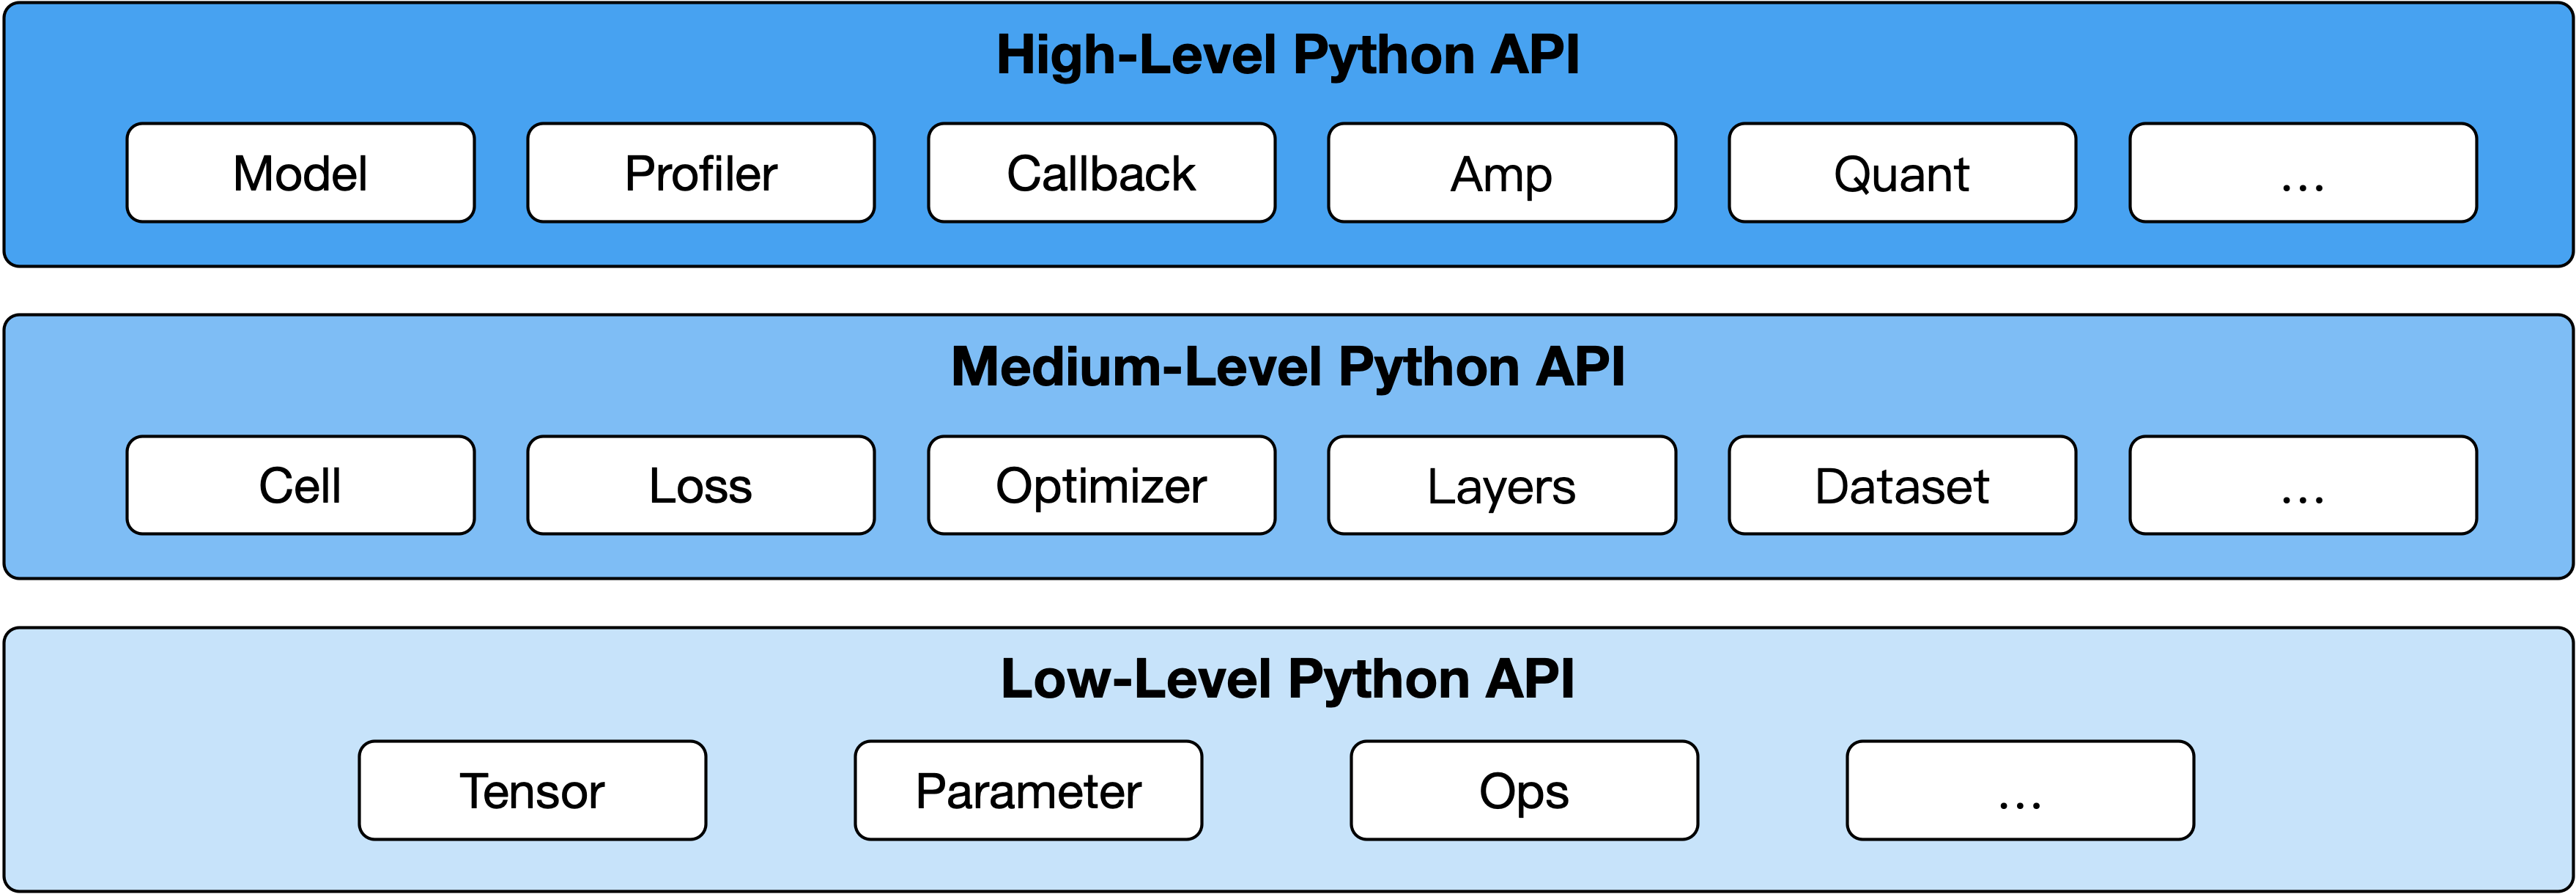 High-Level Python API
Model
Profiler
Callback
Amp
Quant
...
Medium-Level Python API
Cell
Loss
Optimizer
Layers
Dataset
...
Low-Level Python API
Tensor
Parameter
Ops
...